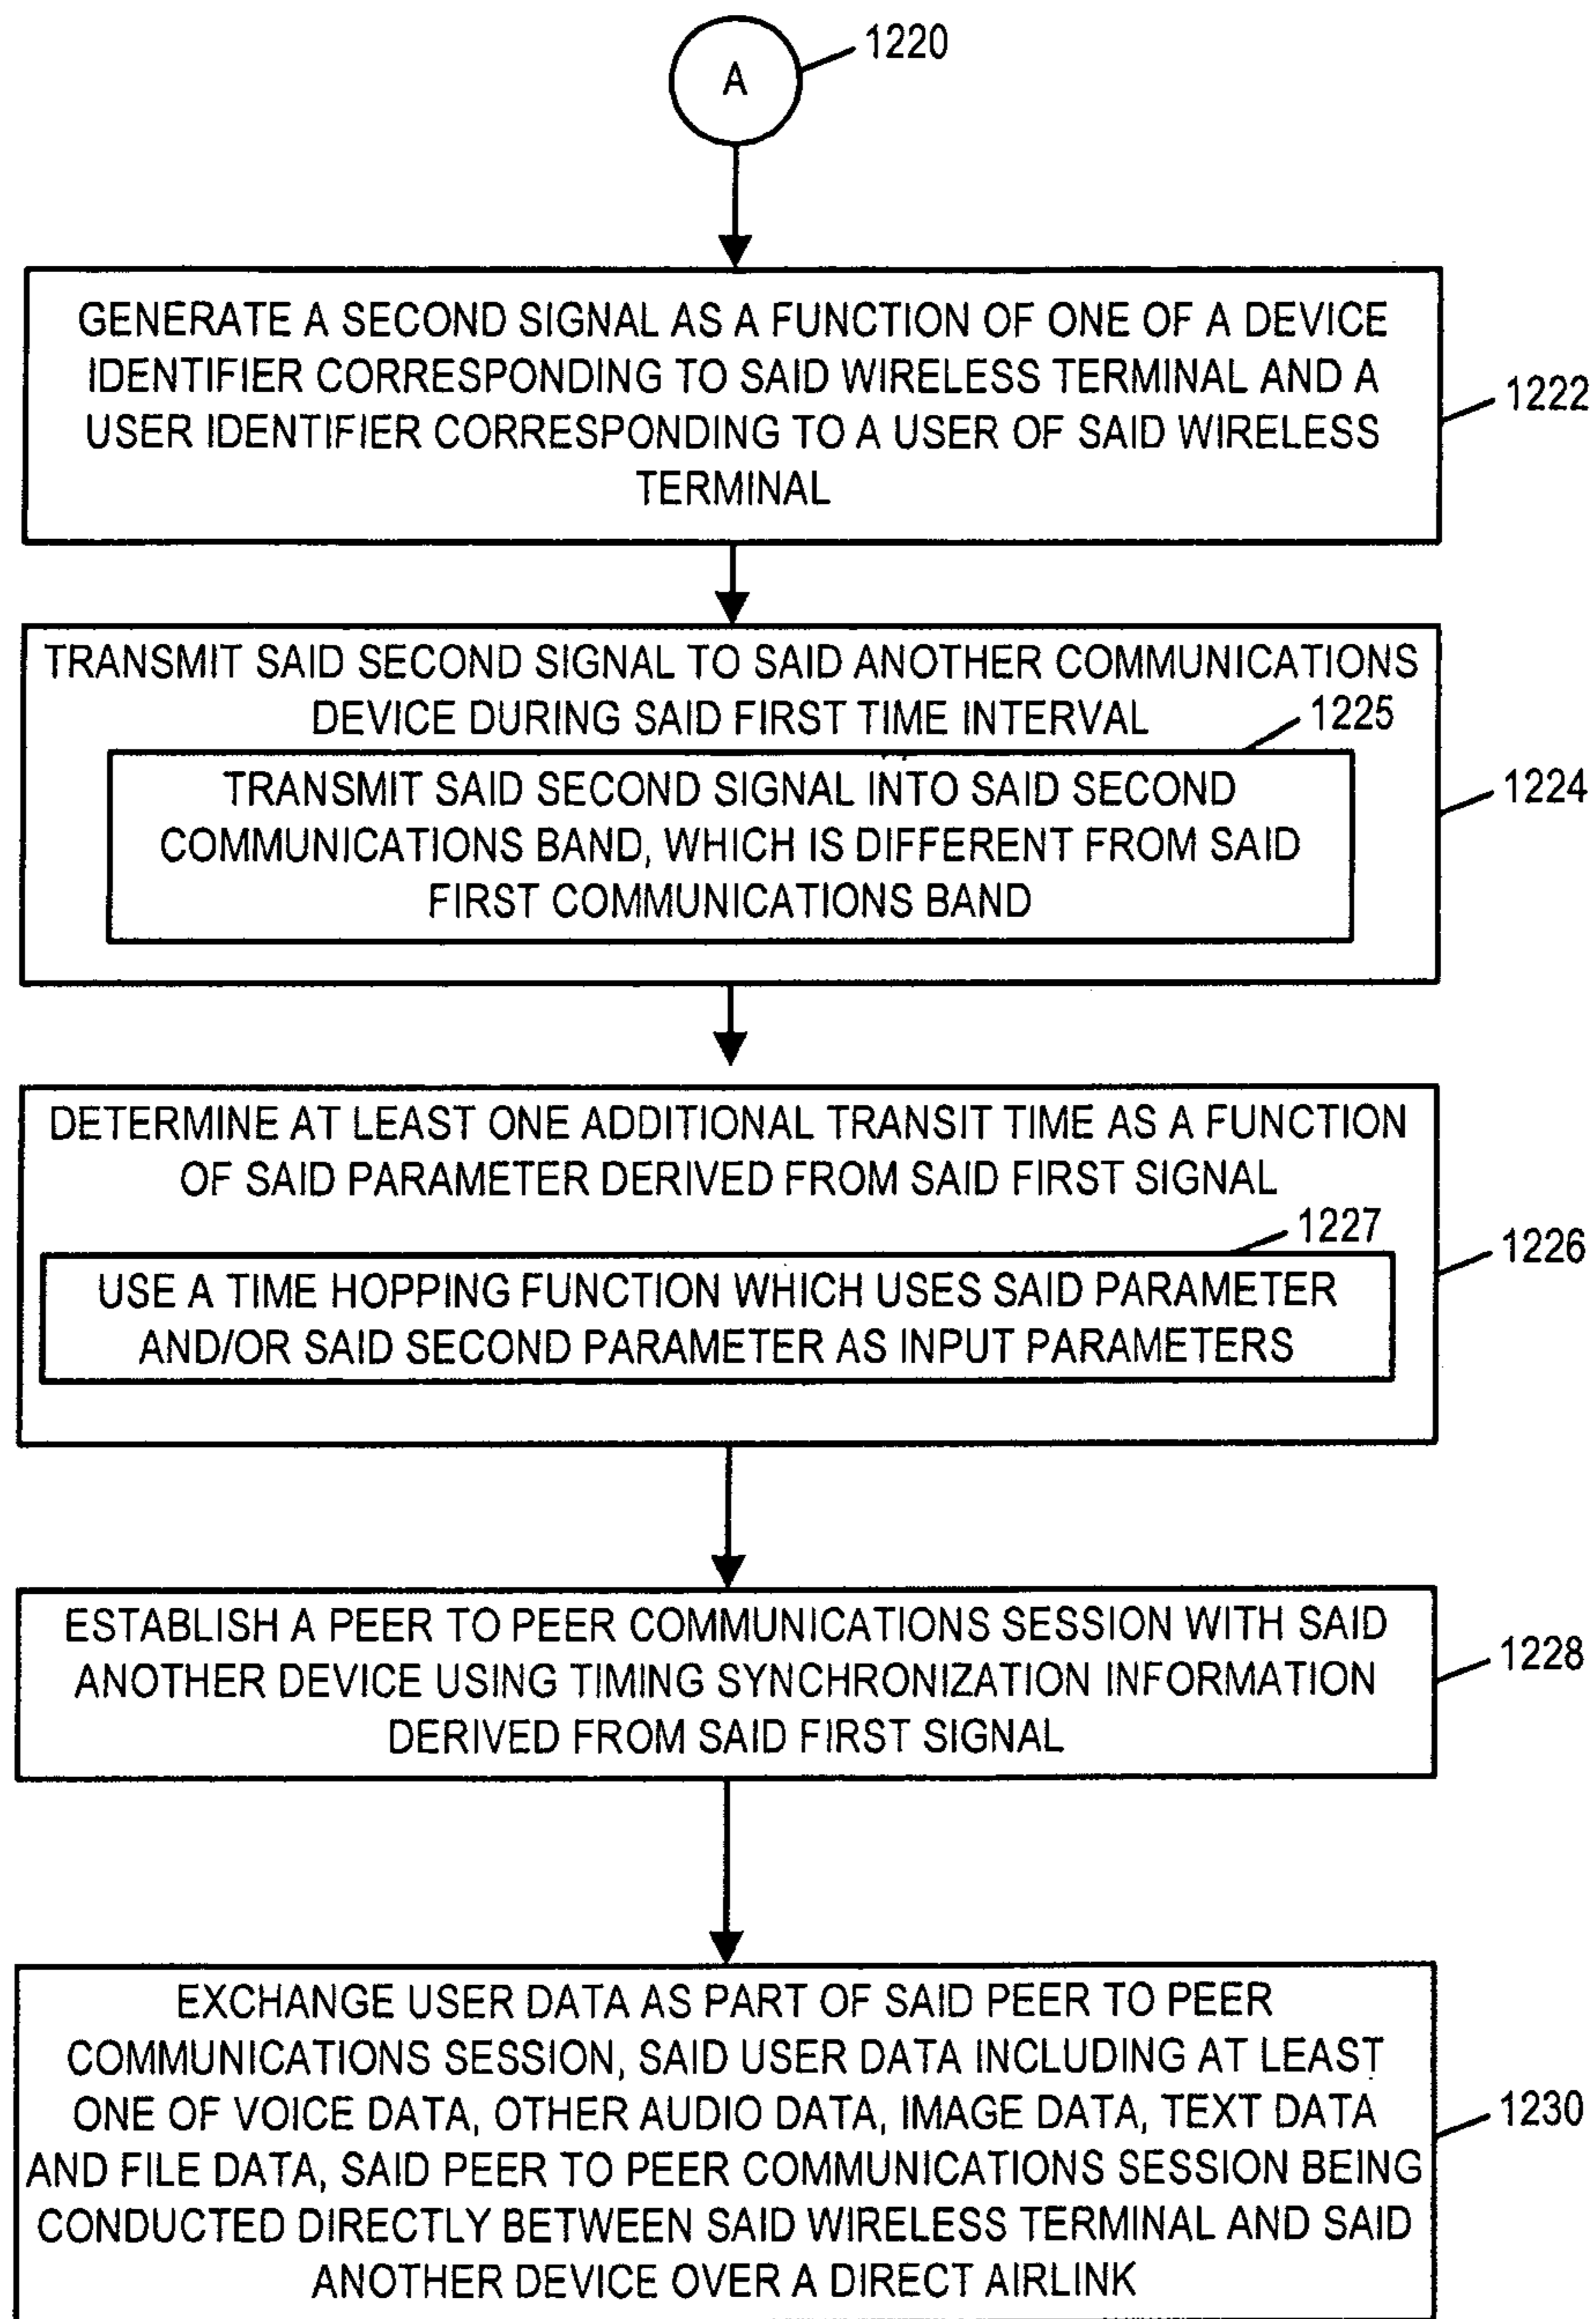 1220
A
GENERATE A SECOND SIGNAL AS A FUNCTION OF ONE OF A DEVICE
IDENTIFIER CORRESPONDING TO SAID WIRELESS TERMINAL AND A
USER IDENTIFIER CORRESPONDING TO A USER OF SAID WIRELESS
TERMINAL
1222
TRANSMIT SAID SECOND SIGNAL TO SAID ANOTHER COMMUNICATIONS
DEVICE DURING SAID FIRST TIME INTERVAL
1225
TRANSMIT SAID SECOND SIGNAL INTO SAID SECOND
COMMUNICATIONS BAND, WHICH IS DIFFERENT FROM SAID
FIRST COMMUNICATIONS BAND
1224
DETERMINE AT LEAST ONE ADDITIONAL TRANSIT TIME AS A FUNCTION
OF SAID PARAMETER DERIVED FROM SAID FIRST SIGNAL
1227
USE A TIME HOPPING FUNCTION WHICH USES SAID PARAMETER
AND/OR SAID SECOND PARAMETER AS INPUT PARAMETERS
1226
ESTABLISH A PEER TO PEER COMMUNICATIONS SESSION WITH SAID
ANOTHER DEVICE USING TIMING SYNCHRONIZATION INFORMATION
DERIVED FROM SAID FIRST SIGNAL
1228
EXCHANGE USER DATA AS PART OF SAID PEER TO PEER
COMMUNICATIONS SESSION, SAID USER DATA INCLUDING AT LEAST
ONE OF VOICE DATA, OTHER AUDIO DATA, IMAGE DATA, TEXT DATA
AND FILE DATA, SAID PEER TO PEER COMMUNICATIONS SESSION BEING
CONDUCTED DIRECTLY BETWEEN SAID WIRELESS TERMINAL AND SAID
ANOTHER DEVICE OVER A DIRECT AIRLINK
1230